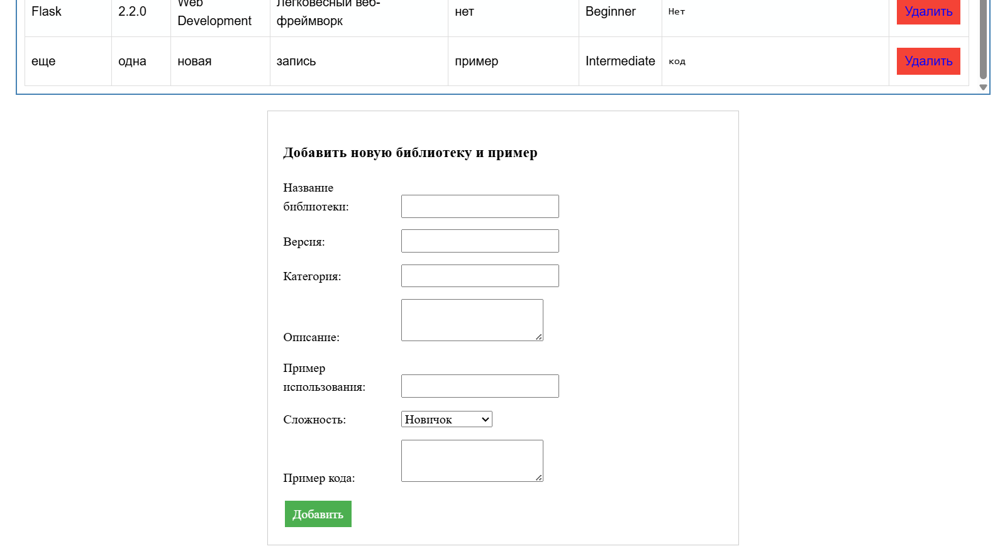 Flask 2.2.0 Web Development Легковесный веб-фреймворк нет Beginner Нет Удалить
еще одна новая запись пример Intermediate код Удалить
Добавить новую библиотеку и пример
Название
библиотеки:
Версия:
Категория:
Описание:
Пример
использования:
Сложность: Новичок
Пример кода:
Добавить